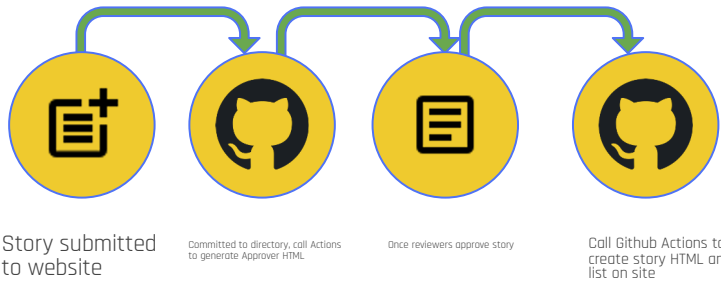 Story submitted
to website
Committed to directory, call Actions
to generate Approver HTML
Once reviewers approve story
Call Github Actions to
create story HTML an
list on site